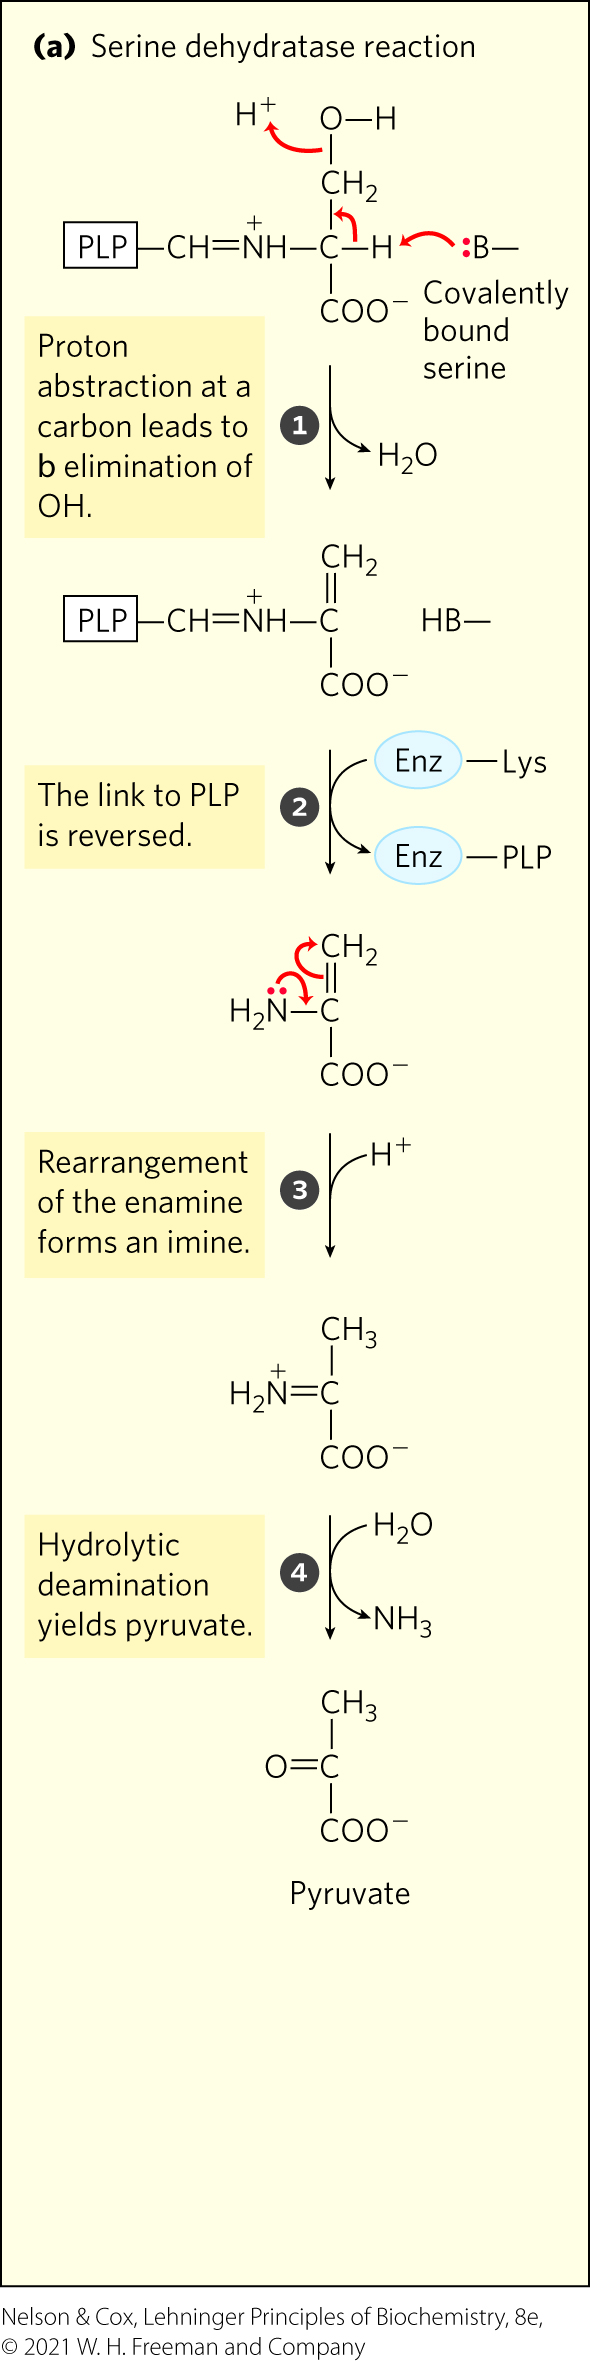 (a) Serine dehydratase reaction
H⁺ O—H
CH₂
PLP —CH=N⁺H—C—H :B—
COO⁻
Covalently
bound
serine
Proton
abstraction at a
carbon leads to
b elimination of
OH.
1
H₂O
CH₂
PLP —CH=N⁺H—C HB—
COO⁻
The link to PLP
is reversed.
2
Enz —Lys
Enz —PLP
CH₂
H₂N̈—C
COO⁻
Rearrangement
of the enamine
forms an imine.
3
H⁺
CH₃
H₂N⁺=C
COO⁻
Hydrolytic
deamination
yields pyruvate.
4
H₂O
NH₃
CH₃
O=C
COO⁻
Pyruvate
Nelson & Cox, Lehninger Principles of Biochemistry, 8e,
© 2021 W. H. Freeman and Company